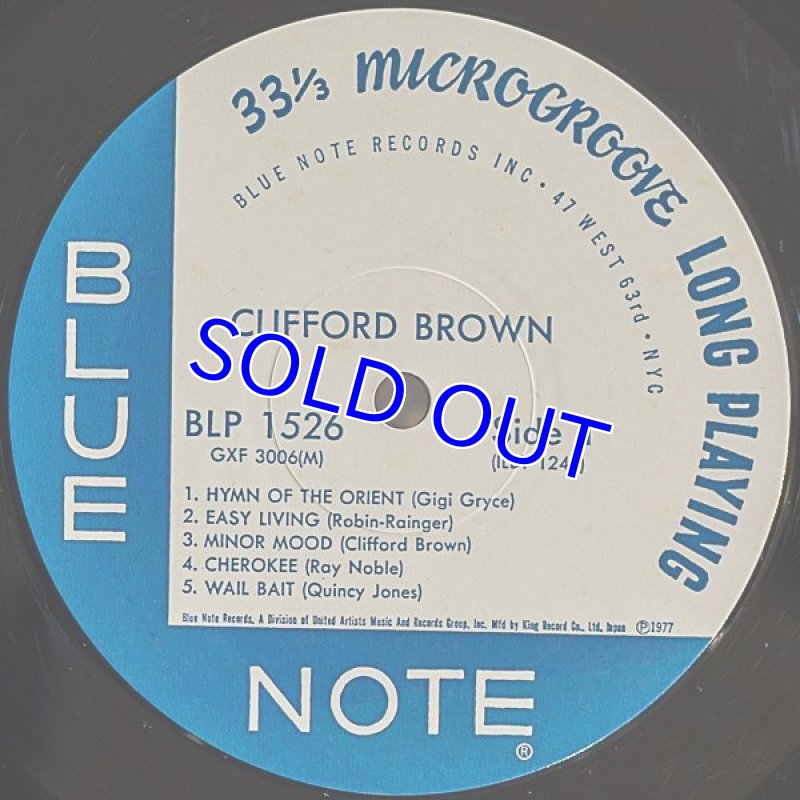 33⅓ MICROGROOVE LONG PLAYING
BLUE NOTE RECORDS INC • 47 WEST 63rd • NYC
BLUE
CLIFFORD BROWN
SOLD OUT
BLP 1526 Side 1
GXF 3006(M)
1. HYMN OF THE ORIENT (Gigi Gryce)
2. EASY LIVING (Robin-Rainger)
3. MINOR MOOD (Clifford Brown)
4. CHEROKEE (Ray Noble)
5. WAIL BAIT (Quincy Jones)
Blue Note Records, A Division of United Artists Music And Records Group, Inc. Mfd by King Record Co., Ltd. Japan ℗1977
NOTE®